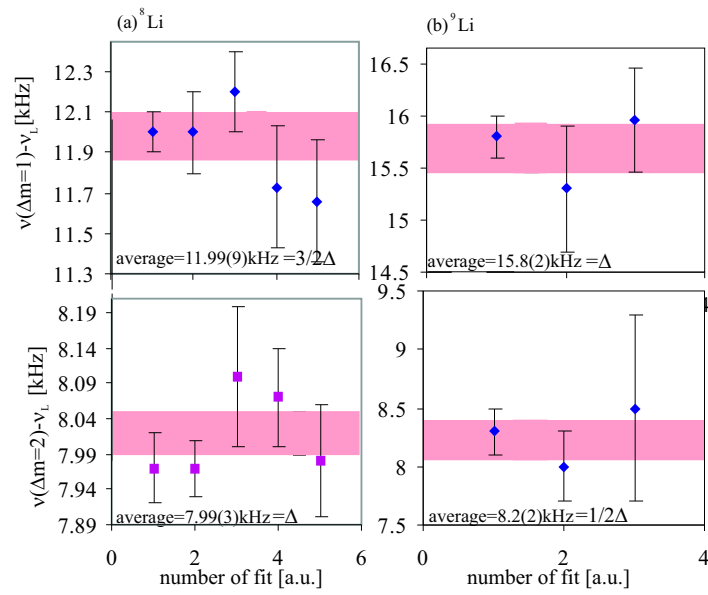 (a) ⁸Li
(b) ⁹Li
ν(Δm=1)-ν_L [kHz]
12.3
12.1
11.9
11.7
11.5
11.3
average=11.99(9)kHz=3/2Δ
16.5
16
15.5
15
14.5
average=15.8(2)kHz=Δ
ν(Δm=2)-ν_L [kHz]
8.19
8.14
8.09
8.04
7.99
7.94
7.89
average=7.99(3)kHz=Δ
0 2 4 6
number of fit [a.u.]
9.5
9
8.5
8
7.5
average=8.2(2)kHz=1/2Δ
0 2 4
number of fit [a.u.]